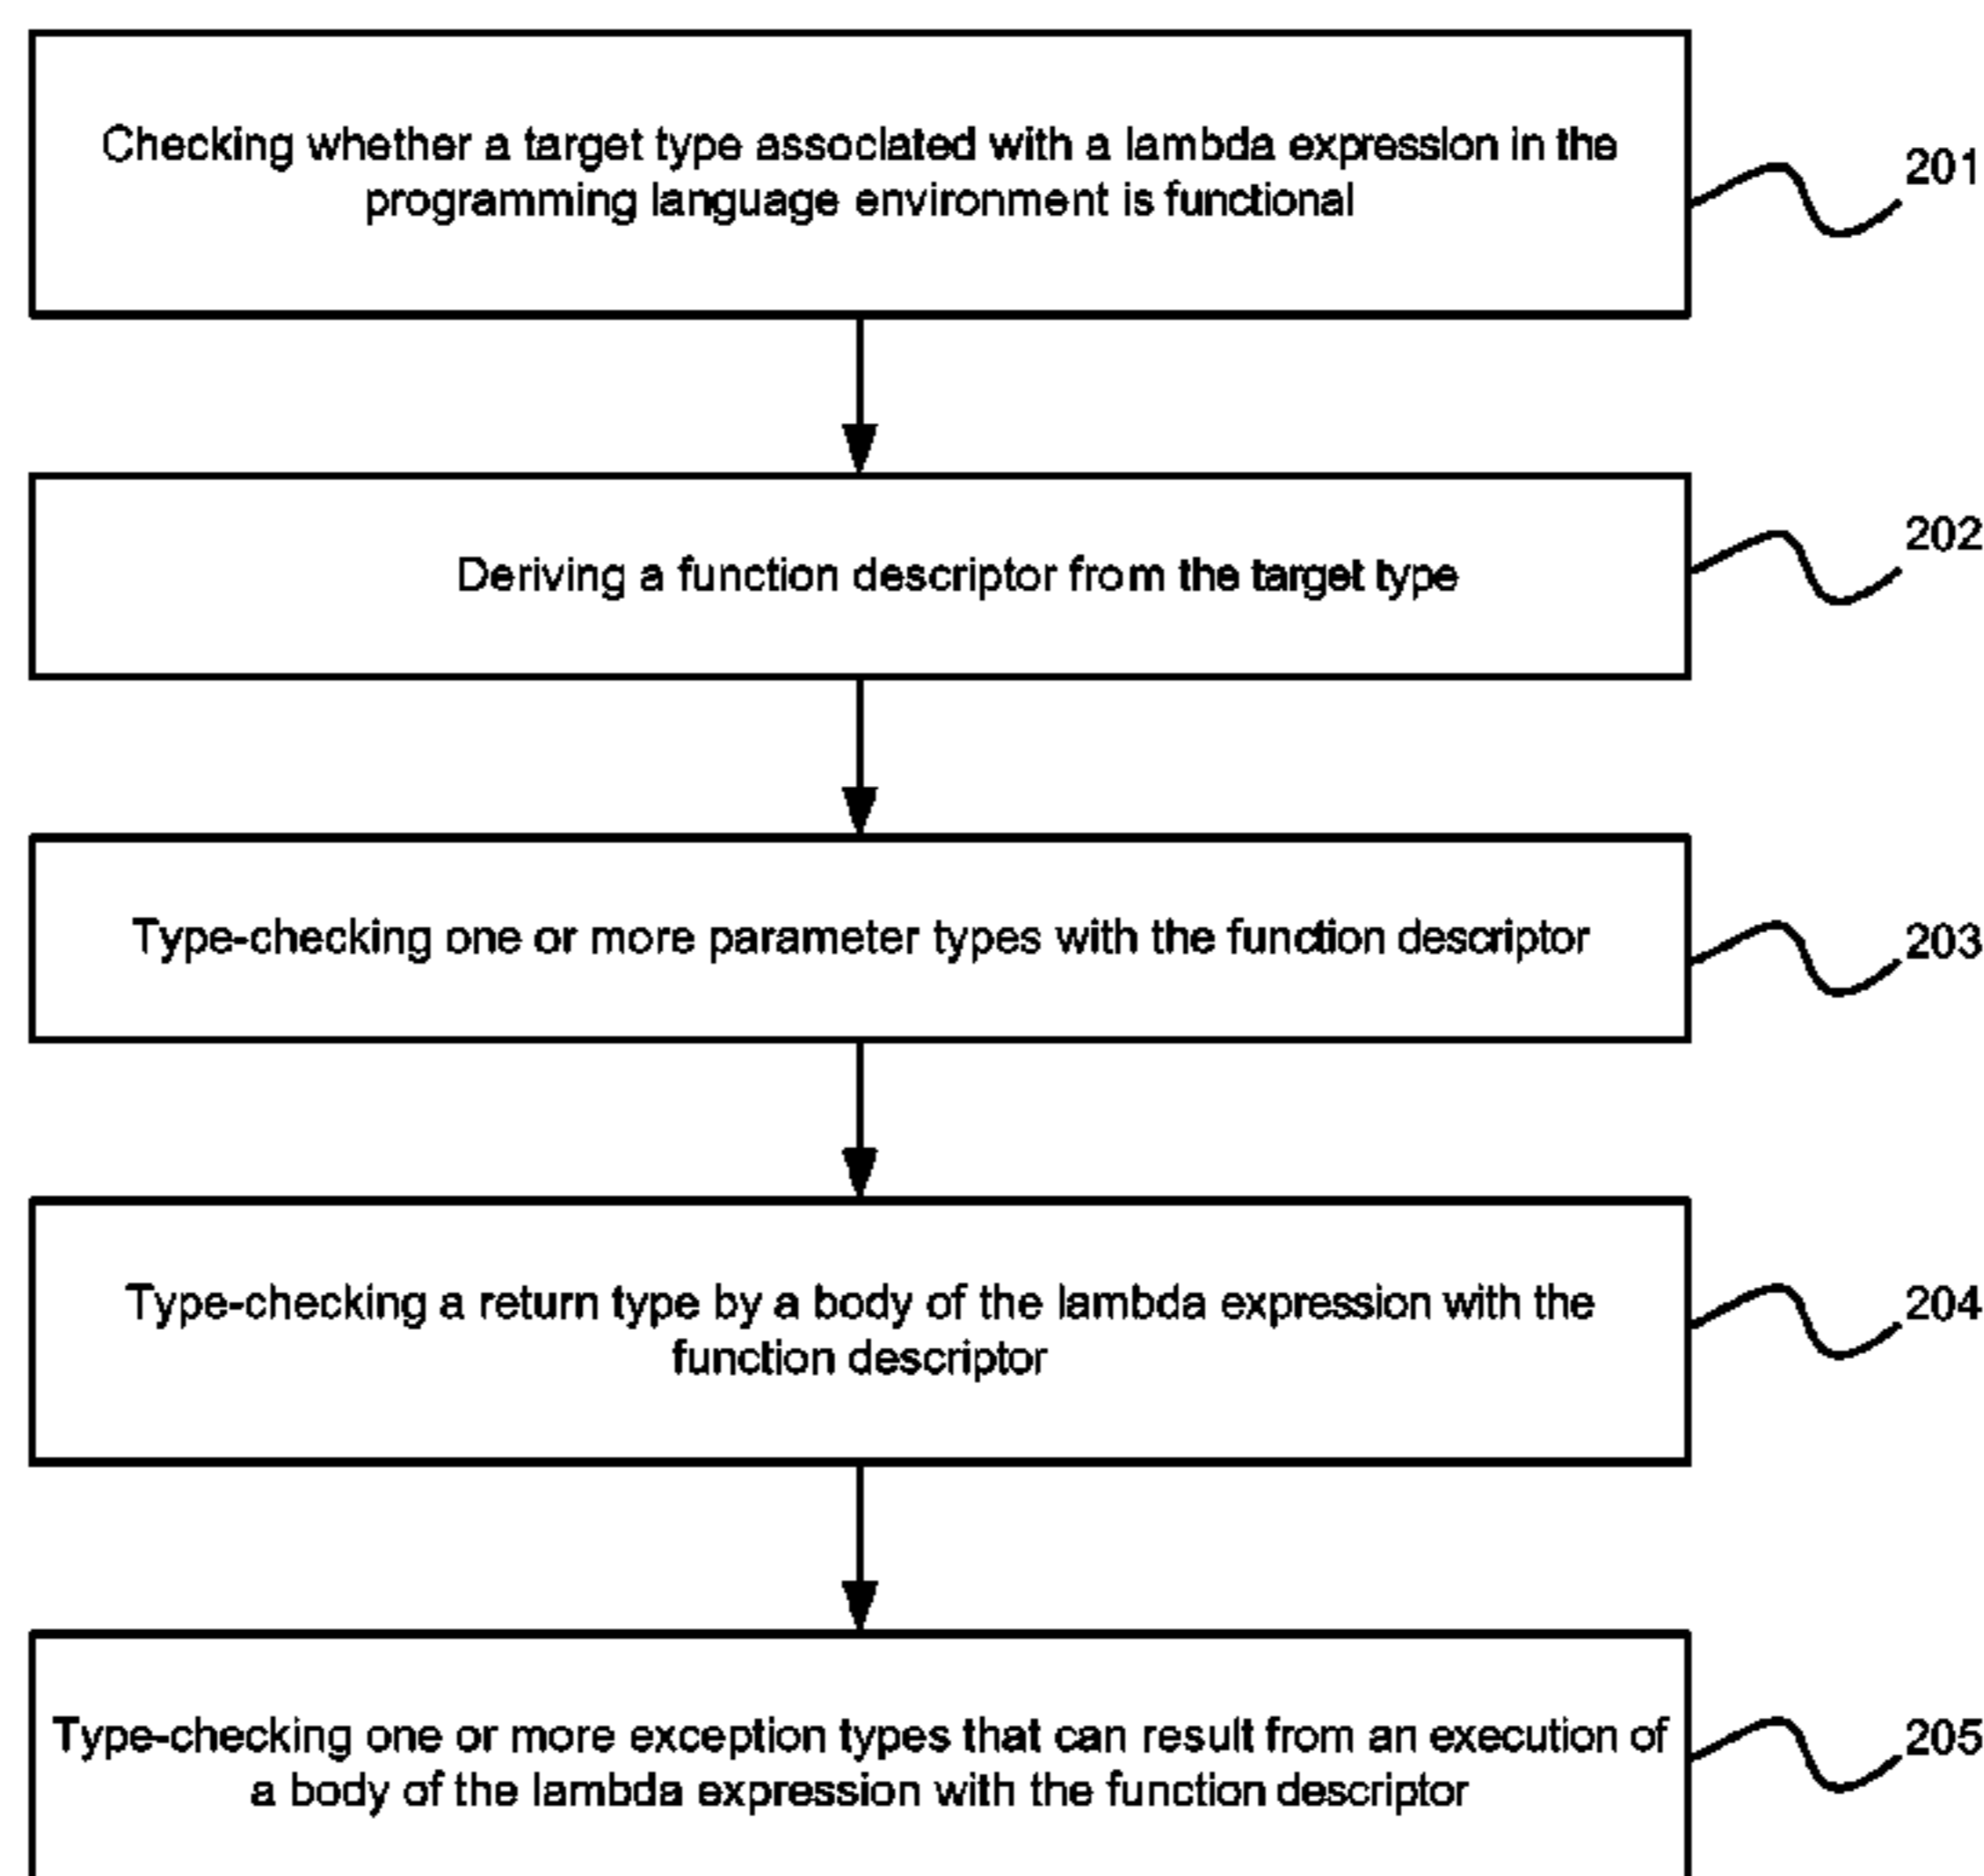 Checking whether a target type associated with a lambda expression in the
programming language environment is functional
201
Deriving a function descriptor from the target type
202
Type-checking one or more parameter types with the function descriptor
203
Type-checking a return type by a body of the lambda expression with the
function descriptor
204
Type-checking one or more exception types that can result from an execution of
a body of the lambda expression with the function descriptor
205